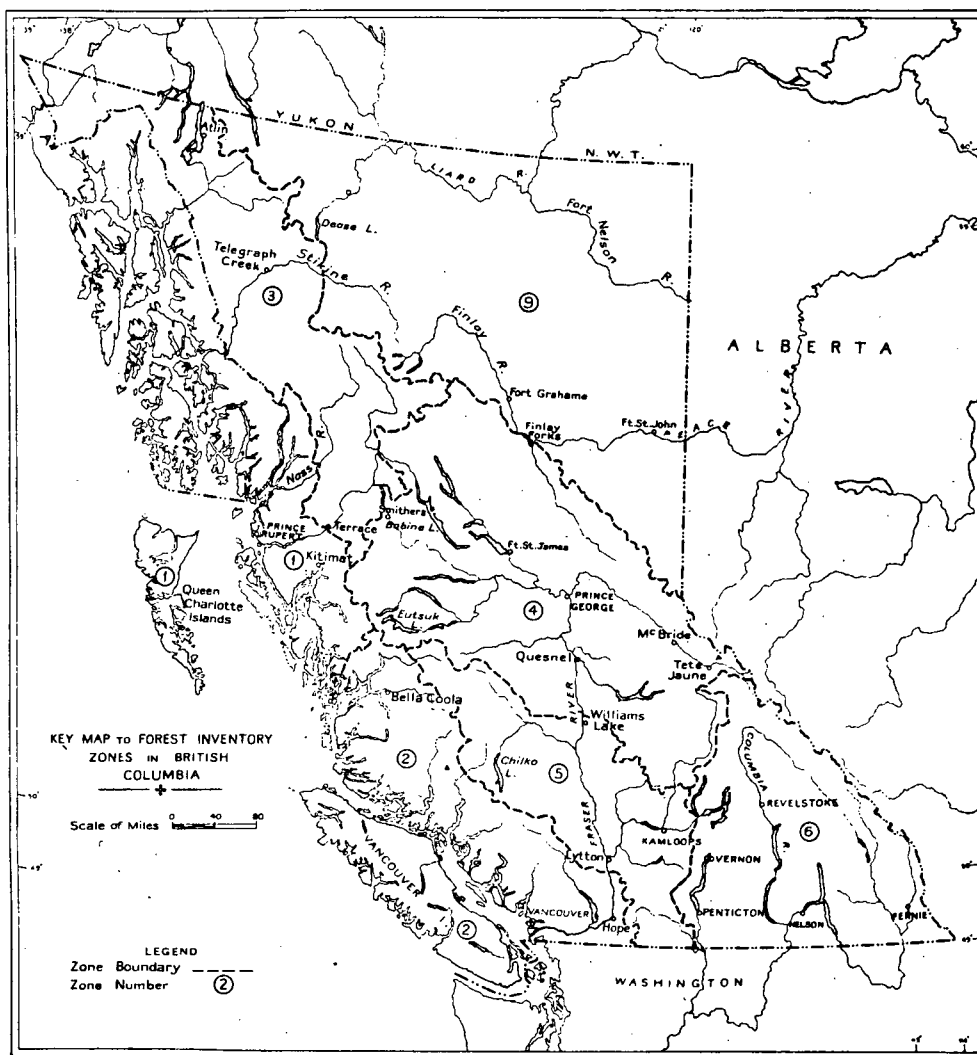 YUKON
N.W.T.
Atlin
LIARD R.
Dease L.
Fort Nelson R.
Telegraph
Creek
Stikine R.
3
9
Finlay R.
ALBERTA
Fort Grahame
Ft. St. John
PEACE RIVER
Finlay
Forks
Nass R.
Smithers
Babine L.
PRINCE
RUPERT
Terrace
Ft. St. James
1
Kitimat
1
Queen
Charlotte
Islands
4
PRINCE
GEORGE
Eutsuk
L.
McBride
Quesnel
Tete
Jaune
Bella Coola
RIVER
Williams
Lake
KEY MAP TO FOREST INVENTORY
ZONES IN BRITISH
COLUMBIA
2
Chilko
L.
5
COLUMBIA R.
REVELSTOKE
Scale of Miles 0 40 80
FRASER
KAMLOOPS
6
VANCOUVER I.
Lytton
VERNON
VANCOUVER
Hope
PENTICTON
NELSON
FERNIE
2
WASHINGTON
LEGEND
Zone Boundary
Zone Number 2